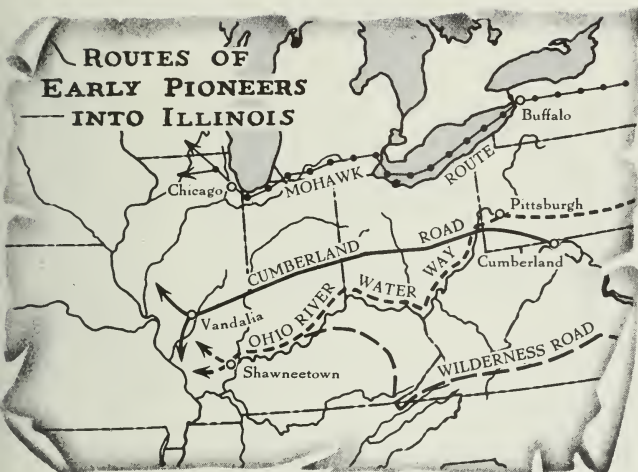 ROUTES OF
EARLY PIONEERS
INTO ILLINOIS
Buffalo
Chicago
MOHAWK ROUTE
Pittsburgh
CUMBERLAND ROAD
Cumberland
OHIO RIVER WATER WAY
Vandalia
Shawneetown
WILDERNESS ROAD